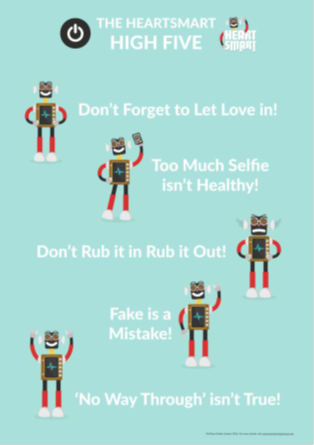 THE HEARTSMART
HIGH FIVE
HEART
SMART
Don't Forget to Let Love in!
Too Much Selfie
isn't Healthy!
Don't Rub it in Rub it Out!
Fake is a
Mistake!
'No Way Through' isn't True!